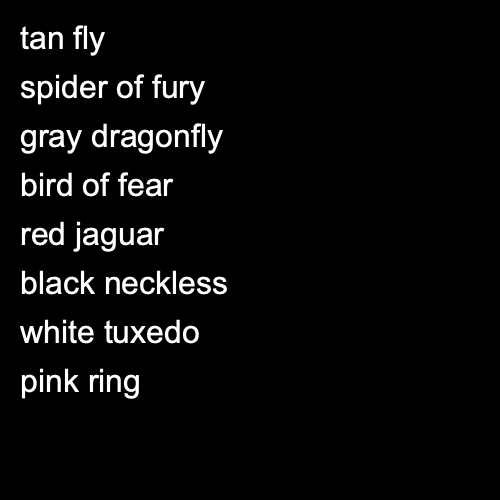 tan fly
spider of fury
gray dragonfly
bird of fear
red jaguar
black neckless
white tuxedo
pink ring